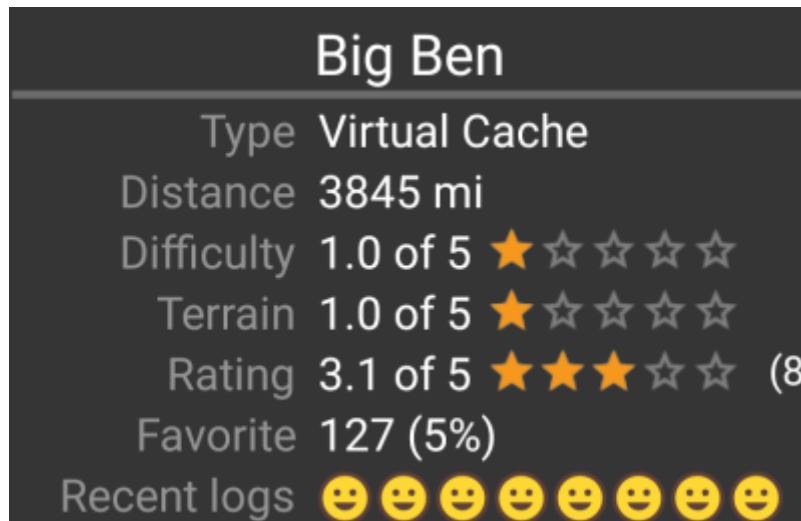 Big Ben
Type Virtual Cache
Distance 3845 mi
Difficulty 1.0 of 5
Terrain 1.0 of 5
Rating 3.1 of 5 (8
Favorite 127 (5%)
Recent logs